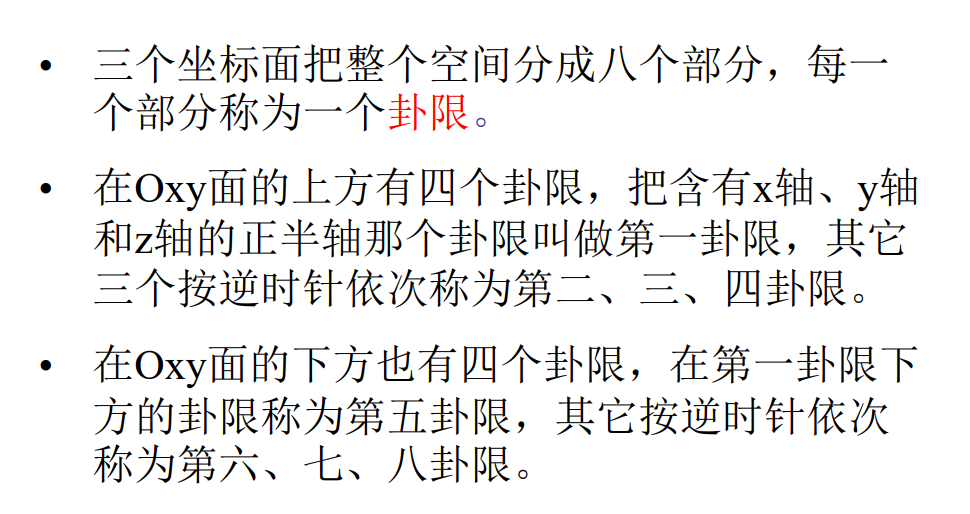 • 三个坐标面把整个空间分成八个部分，每一
个部分称为一个卦限。
• 在Oxy面的上方有四个卦限，把含有x轴、y轴
和z轴的正半轴那个卦限叫做第一卦限，其它
三个按逆时针依次称为第二、三、四卦限。
• 在Oxy面的下方也有四个卦限，在第一卦限下
方的卦限称为第五卦限，其它按逆时针依次
称为第六、七、八卦限。